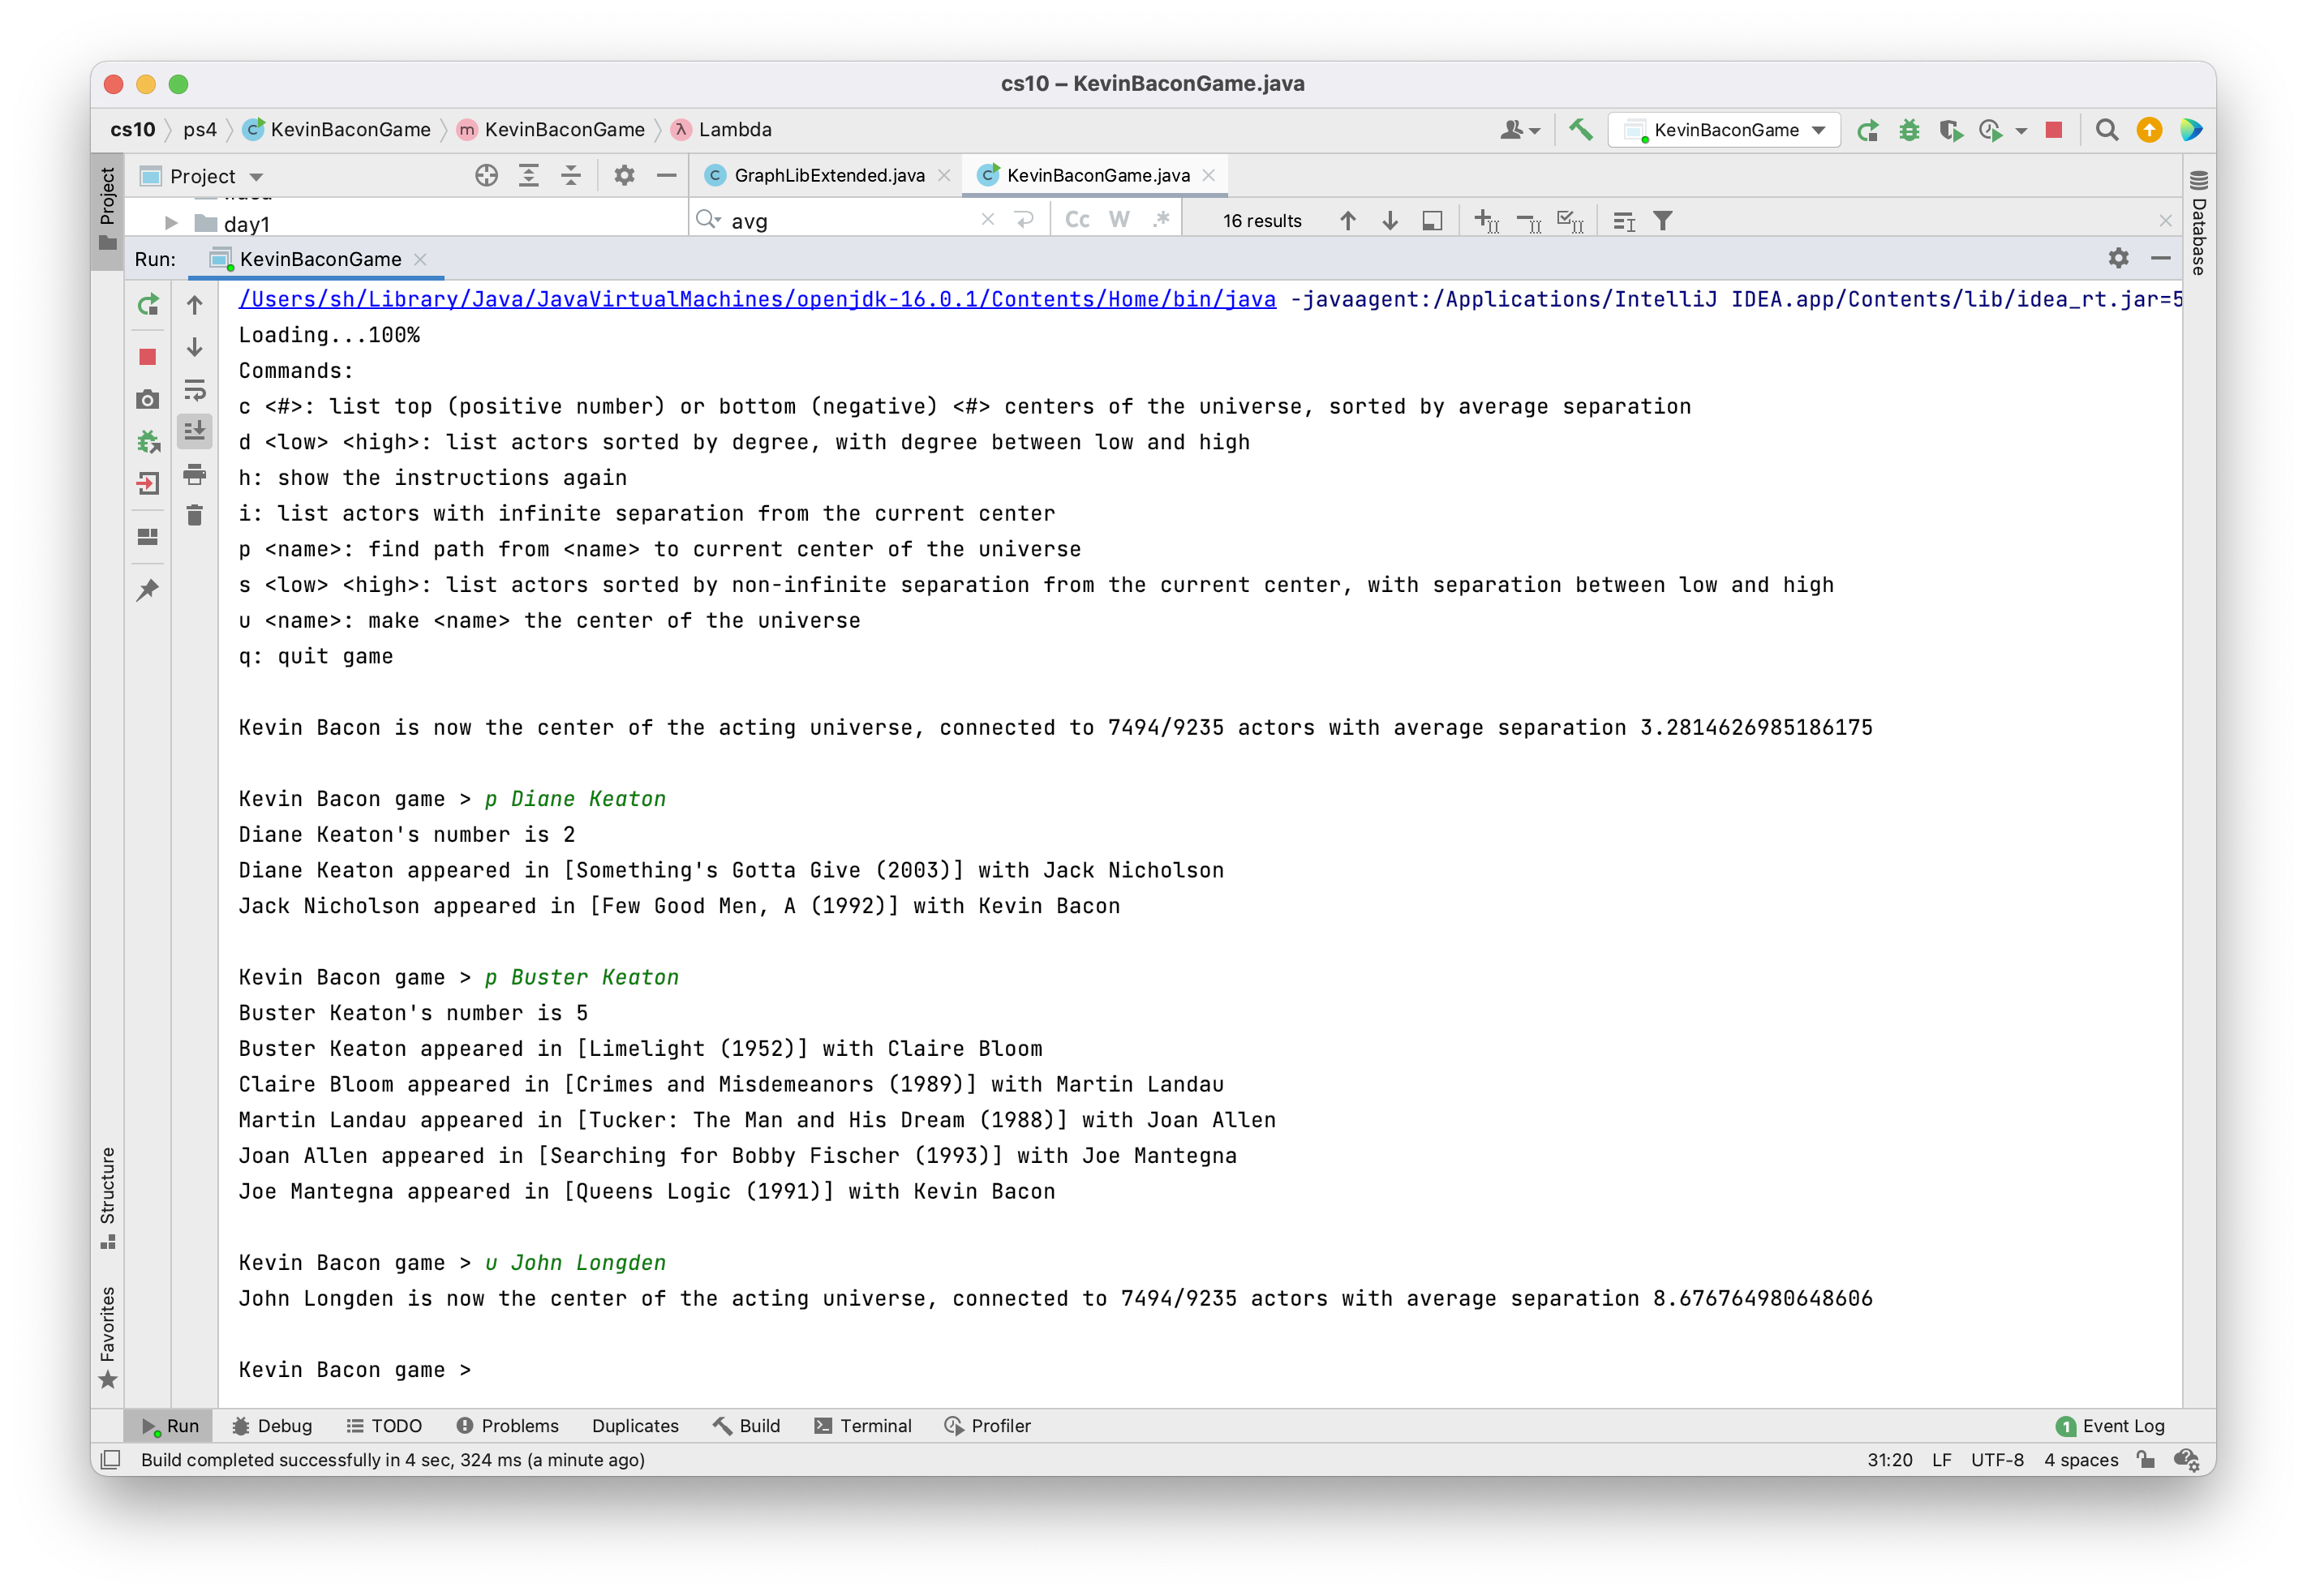 cs10 – KevinBaconGame.java
cs10 ps4 KevinBaconGame KevinBaconGame Lambda KevinBaconGame
Project Project GraphLibExtended.java KevinBaconGame.java
day1 avg Cc W .* 16 results
Database
Run: KevinBaconGame
/Users/sh/Library/Java/JavaVirtualMachines/openjdk-16.0.1/Contents/Home/bin/java -javaagent:/Applications/IntelliJ IDEA.app/Contents/lib/idea_rt.jar=5
Loading...100%
Commands:
c <#>: list top (positive number) or bottom (negative) <#> centers of the universe, sorted by average separation
d <low> <high>: list actors sorted by degree, with degree between low and high
h: show the instructions again
i: list actors with infinite separation from the current center
p <name>: find path from <name> to current center of the universe
s <low> <high>: list actors sorted by non-infinite separation from the current center, with separation between low and high
u <name>: make <name> the center of the universe
q: quit game
Kevin Bacon is now the center of the acting universe, connected to 7494/9235 actors with average separation 3.2814626985186175
Kevin Bacon game > p Diane Keaton
Diane Keaton's number is 2
Diane Keaton appeared in [Something's Gotta Give (2003)] with Jack Nicholson
Jack Nicholson appeared in [Few Good Men, A (1992)] with Kevin Bacon
Kevin Bacon game > p Buster Keaton
Buster Keaton's number is 5
Buster Keaton appeared in [Limelight (1952)] with Claire Bloom
Claire Bloom appeared in [Crimes and Misdemeanors (1989)] with Martin Landau
Martin Landau appeared in [Tucker: The Man and His Dream (1988)] with Joan Allen
Joan Allen appeared in [Searching for Bobby Fischer (1993)] with Joe Mantegna
Joe Mantegna appeared in [Queens Logic (1991)] with Kevin Bacon
Kevin Bacon game > u John Longden
John Longden is now the center of the acting universe, connected to 7494/9235 actors with average separation 8.676764980648606
Kevin Bacon game >
Structure
Favorites
Run Debug TODO Problems Duplicates Build Terminal Profiler 1 Event Log
Build completed successfully in 4 sec, 324 ms (a minute ago) 31:20 LF UTF-8 4 spaces